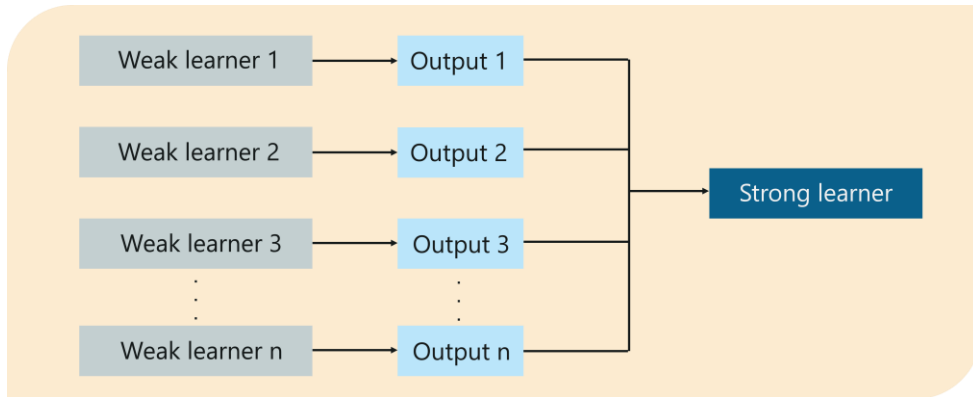 Weak learner 1
Output 1
Weak learner 2
Output 2
Strong learner
Weak learner 3
Output 3
Weak learner n
Output n